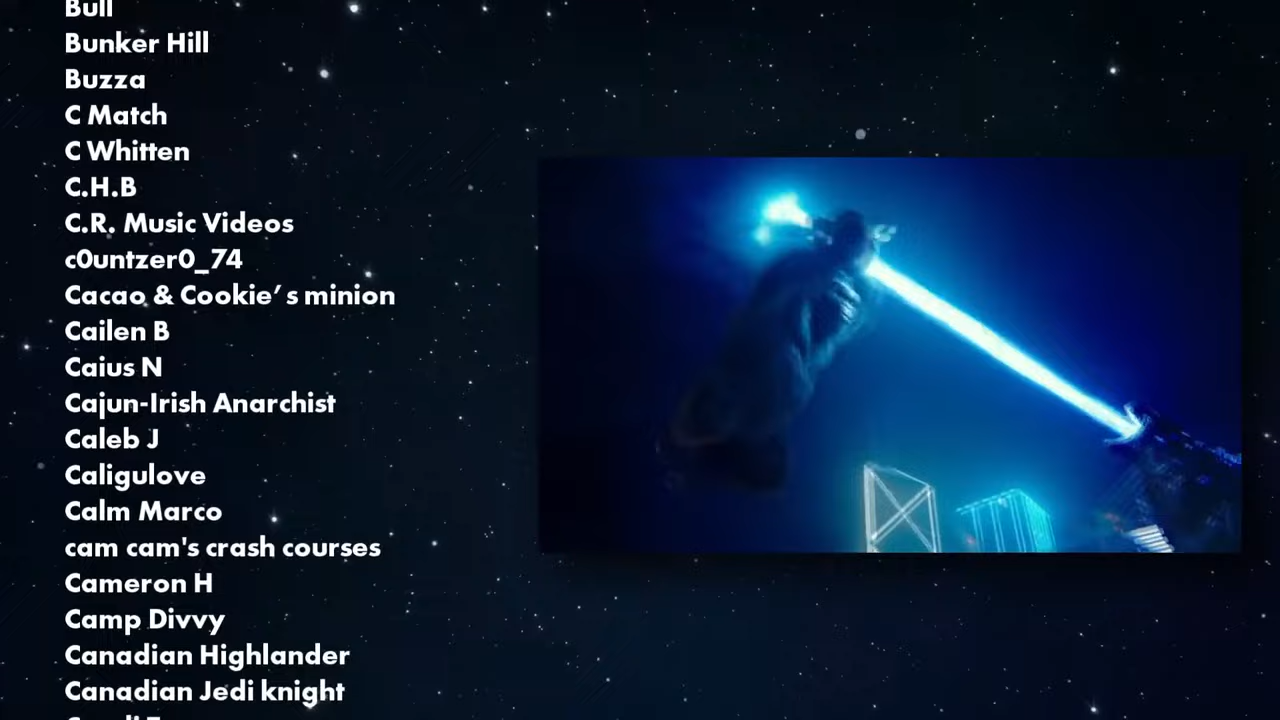 Bull
Bunker Hill
Buzza
C Match
C Whitten
C.H.B
C.R. Music Videos
c0untzer0_74
Cacao & Cookie’s minion
Cailen B
Caius N
Cajun-Irish Anarchist
Caleb J
Caligulove
Calm Marco
cam cam's crash courses
Cameron H
Camp Divvy
Canadian Highlander
Canadian Jedi knight